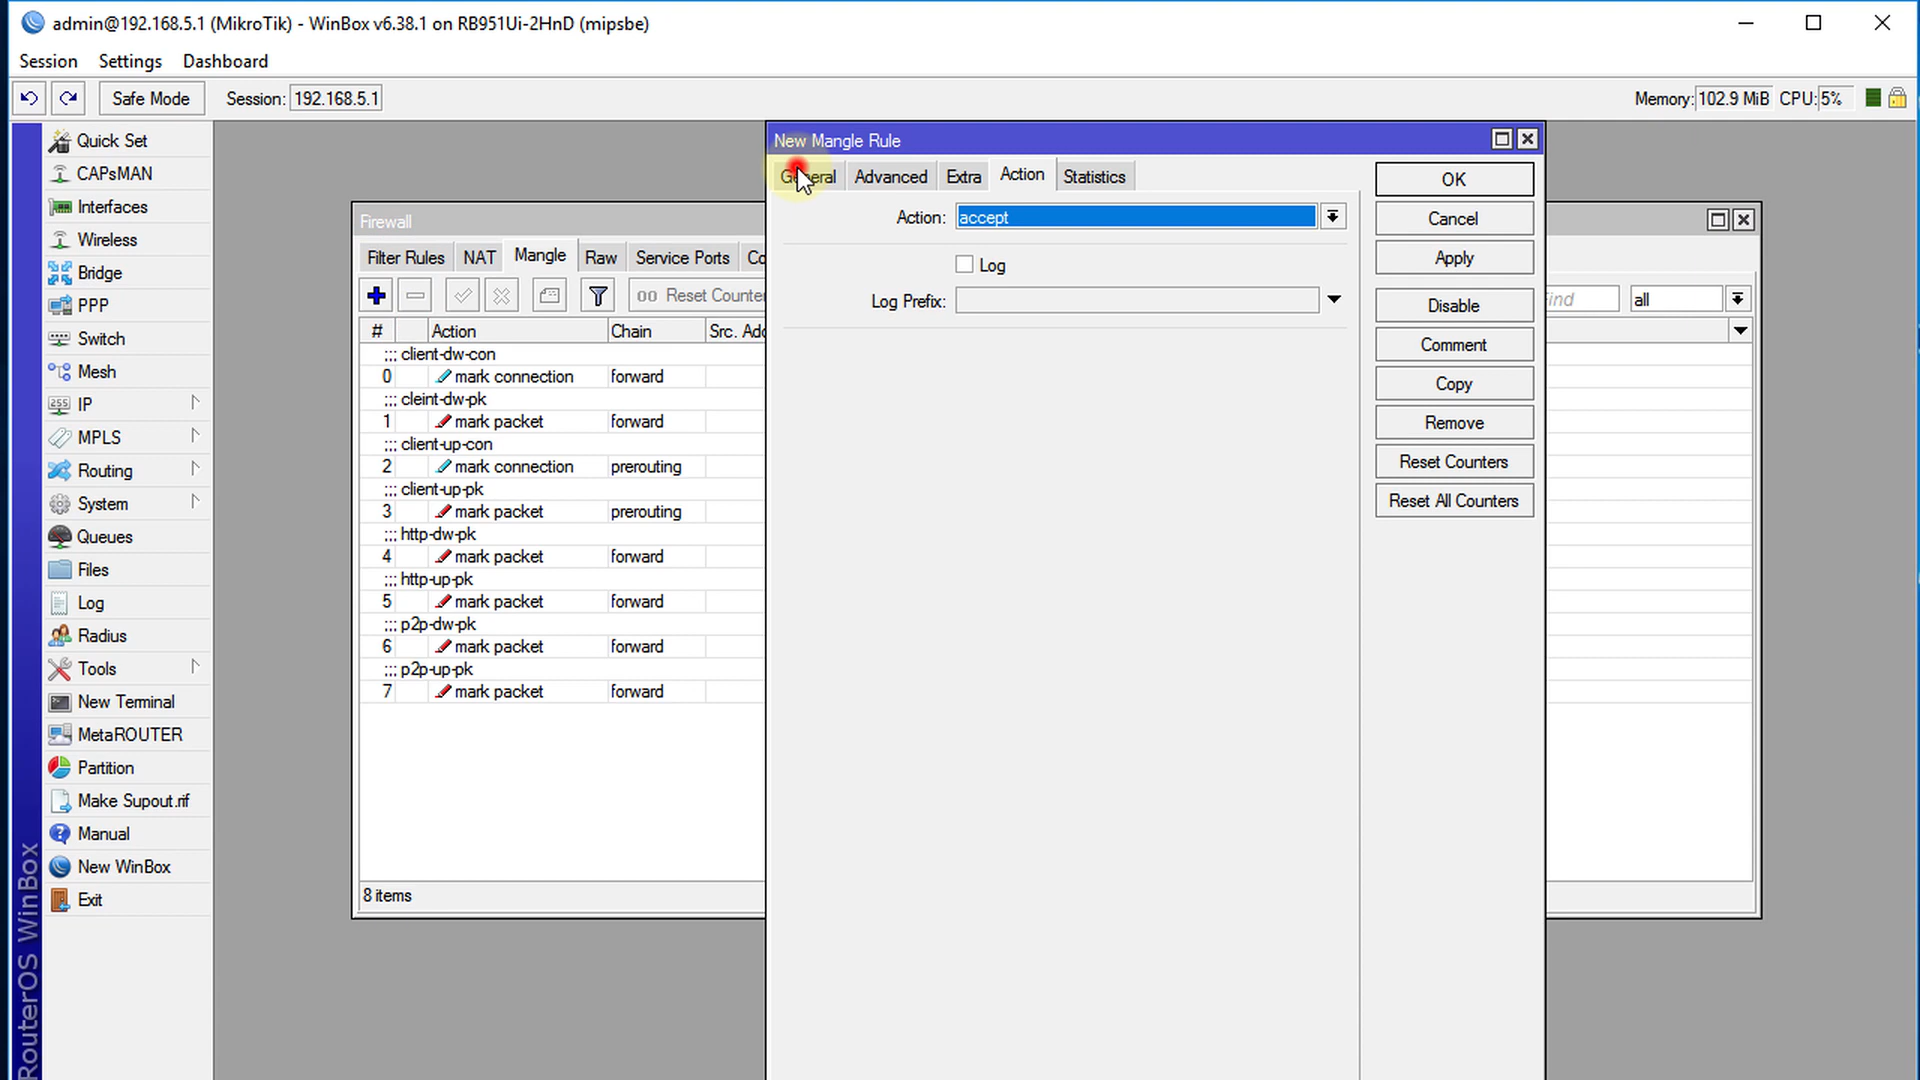 admin@192.168.5.1 (MikroTik) - WinBox v6.38.1 on RB951Ui-2HnD (mipsbe)
Session Settings Dashboard
Safe Mode Session: 192.168.5.1 Memory: 102.9 MiB CPU: 5%
Quick Set
CAPsMAN
Interfaces
Wireless
Bridge
PPP
Switch
Mesh
IP
MPLS
Routing
System
Queues
Files
Log
Radius
Tools
New Terminal
MetaROUTER
Partition
Make Supout.rif
Manual
New WinBox
Exit
RouterOS WinBox
Firewall
Filter Rules NAT Mangle Raw Service Ports Co
00 Reset Counter
all
# Action Chain Src. Add
;;; client-dw-con
0 mark connection forward
;;; cleint-dw-pk
1 mark packet forward
;;; client-up-con
2 mark connection prerouting
;;; client-up-pk
3 mark packet prerouting
;;; http-dw-pk
4 mark packet forward
;;; http-up-pk
5 mark packet forward
;;; p2p-dw-pk
6 mark packet forward
;;; p2p-up-pk
7 mark packet forward
8 items
New Mangle Rule
General Advanced Extra Action Statistics
Action: accept
Log
Log Prefix:
OK
Cancel
Apply
Disable
Comment
Copy
Remove
Reset Counters
Reset All Counters